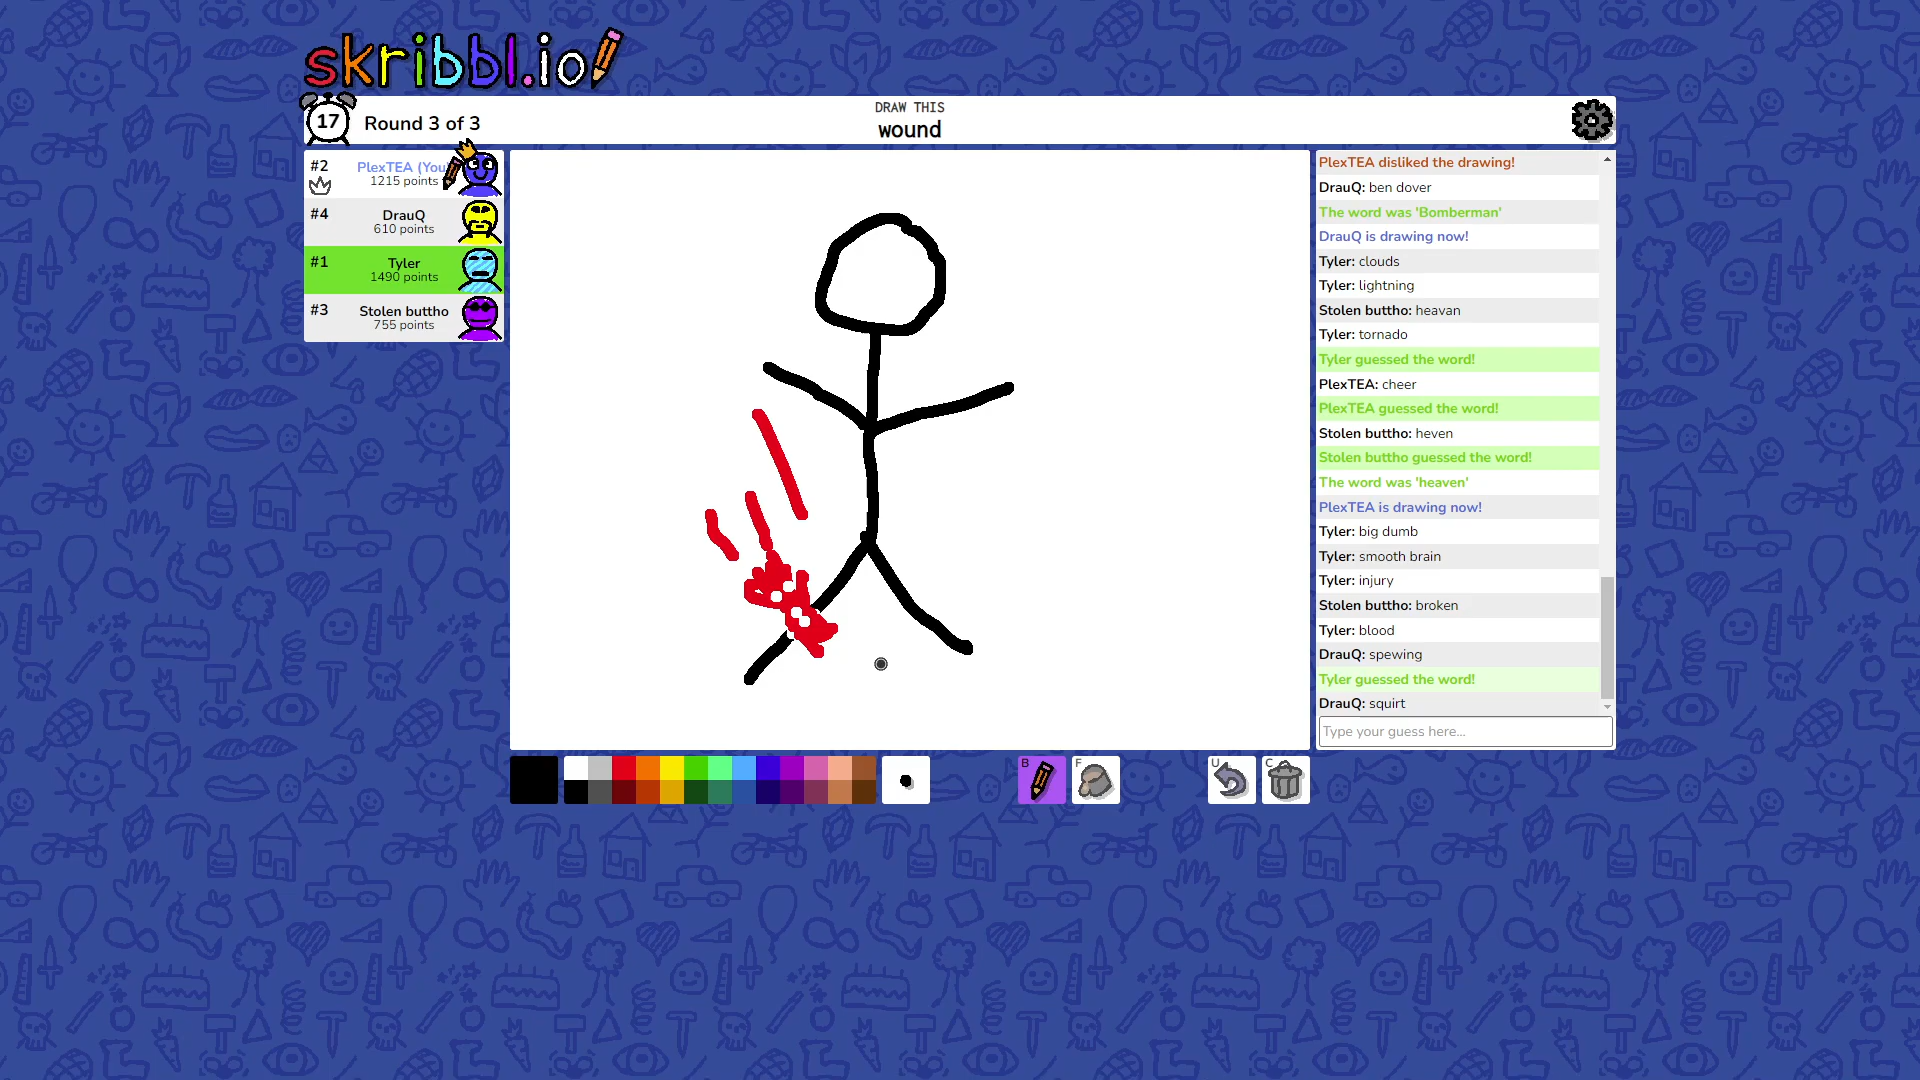 skribbl.io
17
Round 3 of 3
DRAW THIS
wound
#2
PlexTEA (You
1215 points
#4
DrauQ
610 points
#1
Tyler
1490 points
#3
Stolen buttho
755 points
PlexTEA disliked the drawing!
DrauQ: ben dover
The word was 'Bomberman'
DrauQ is drawing now!
Tyler: clouds
Tyler: lightning
Stolen buttho: heavan
Tyler: tornado
Tyler guessed the word!
PlexTEA: cheer
PlexTEA guessed the word!
Stolen buttho: heven
Stolen buttho guessed the word!
The word was 'heaven'
PlexTEA is drawing now!
Tyler: big dumb
Tyler: smooth brain
Tyler: injury
Stolen buttho: broken
Tyler: blood
DrauQ: spewing
Tyler guessed the word!
DrauQ: squirt
Type your guess here...
B
F
U
C